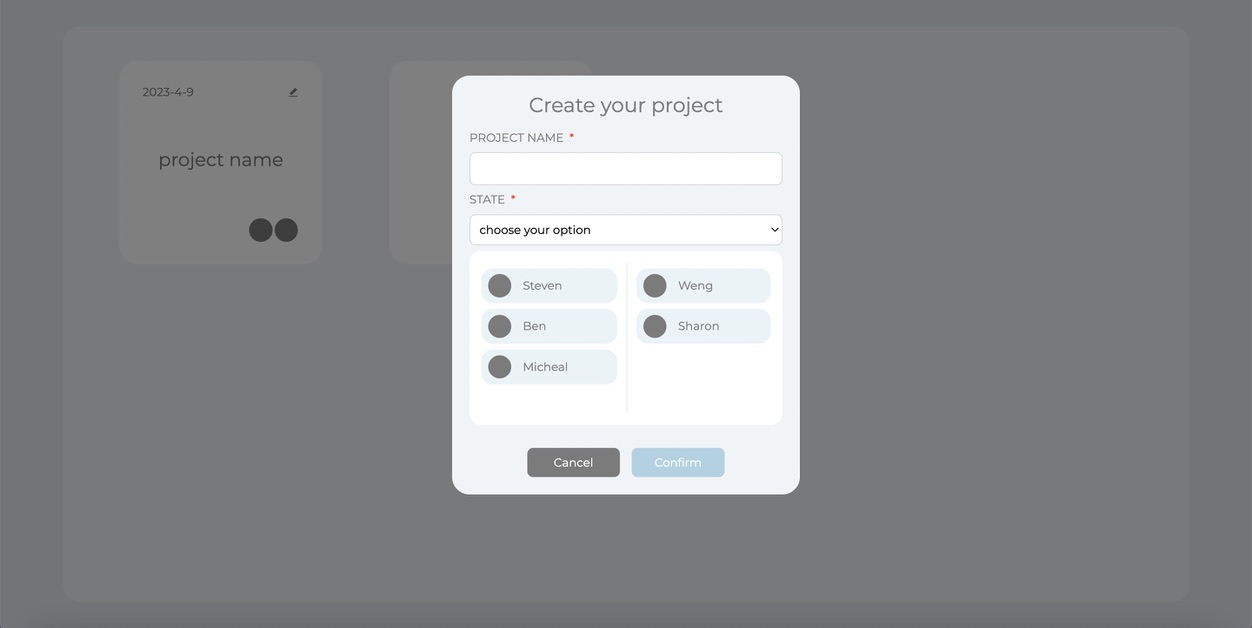 2023-4-9
project name
Create your project
PROJECT NAME *
STATE *
choose your option
Steven
Ben
Micheal
Weng
Sharon
Cancel
Confirm